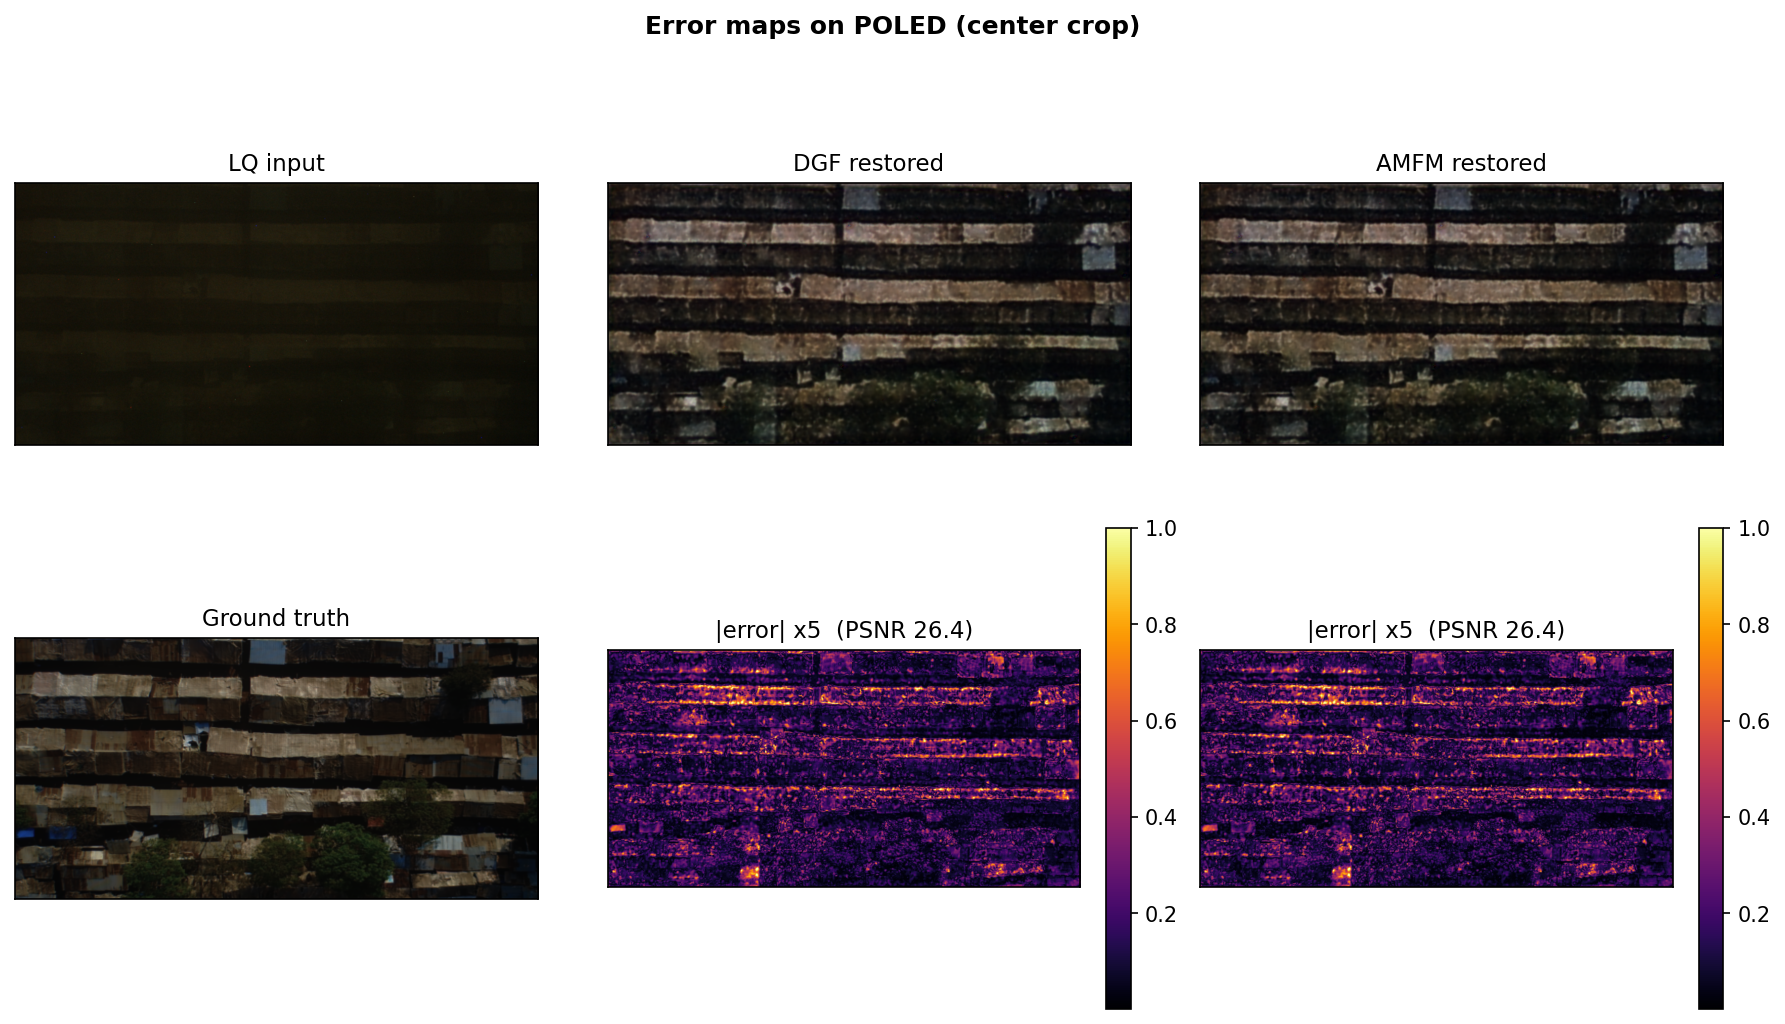 Error maps on POLED (center crop)
LQ input
DGF restored
AMFM restored
Ground truth
|error| x5  (PSNR 26.4)
1.0
0.8
0.6
0.4
0.2
|error| x5  (PSNR 26.4)
1.0
0.8
0.6
0.4
0.2